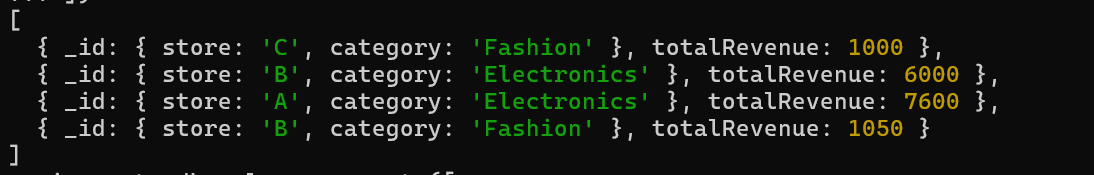 [
  { _id: { store: 'C', category: 'Fashion' }, totalRevenue: 1000 },
  { _id: { store: 'B', category: 'Electronics' }, totalRevenue: 6000 },
  { _id: { store: 'A', category: 'Electronics' }, totalRevenue: 7600 },
  { _id: { store: 'B', category: 'Fashion' }, totalRevenue: 1050 }
]